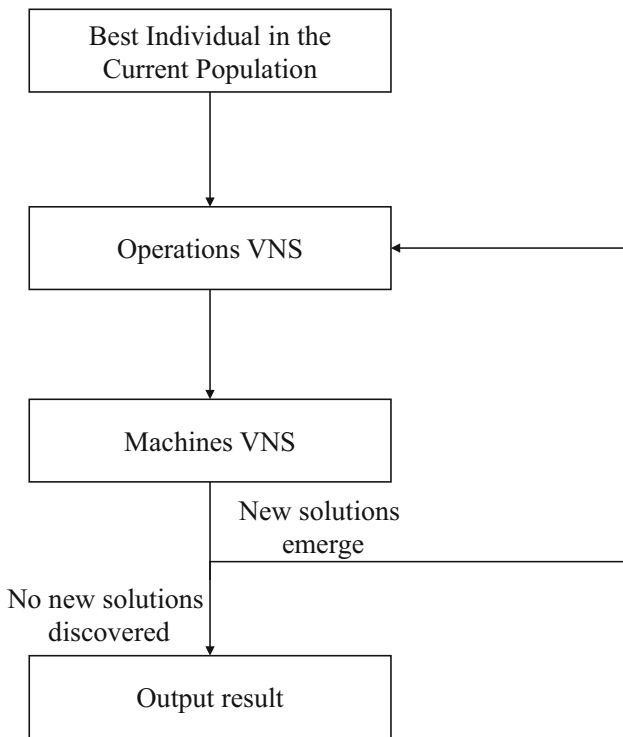 Best Individual in the
Current Population
Operations VNS
Machines VNS
New solutions
emerge
No new solutions
discovered
Output result